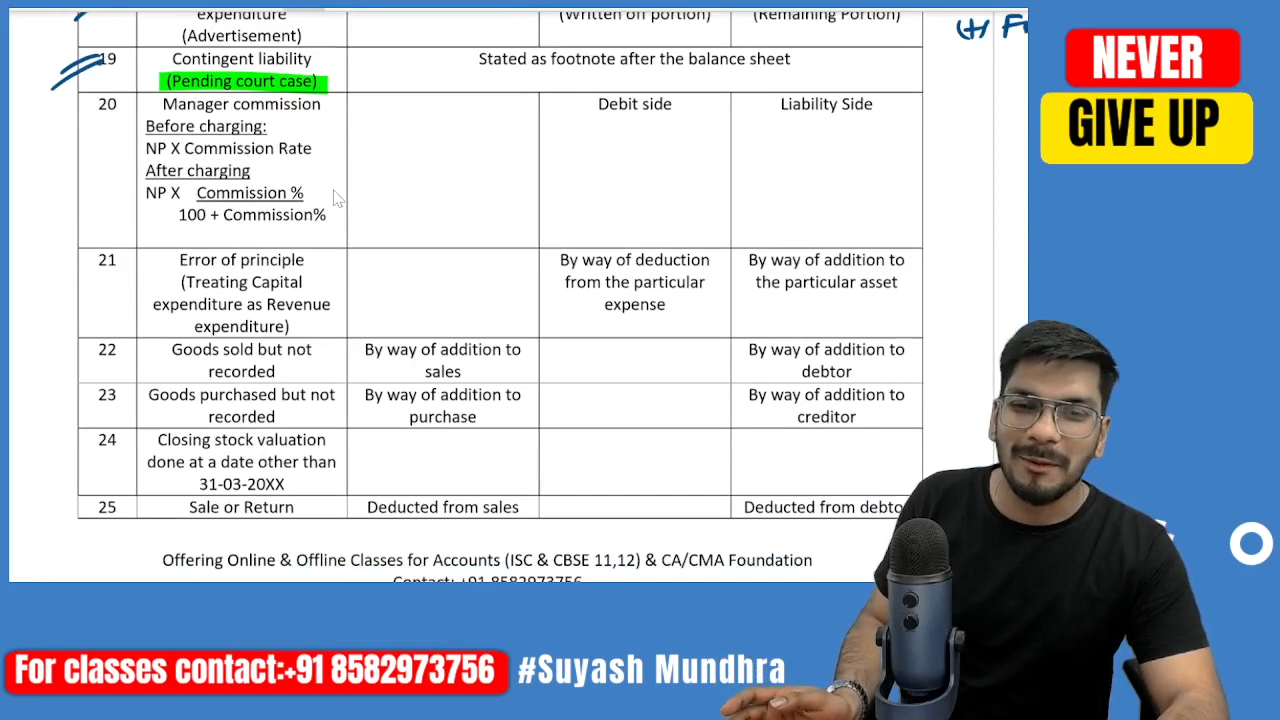 expenditure
(Advertisement)
(Written off portion)
(Remaining Portion)
(+)
19
Contingent liability
(Pending court case)
Stated as footnote after the balance sheet
20
Manager commission
Before charging:
NP X Commission Rate
After charging
NP X Commission %
100 + Commission%
Debit side
Liability Side
21
Error of principle
(Treating Capital
expenditure as Revenue
expenditure)
By way of deduction
from the particular
expense
By way of addition to
the particular asset
22
Goods sold but not
recorded
By way of addition to
sales
By way of addition to
debtor
23
Goods purchased but not
recorded
By way of addition to
purchase
By way of addition to
creditor
24
Closing stock valuation
done at a date other than
31-03-20XX
25
Sale or Return
Deducted from sales
Deducted from debto
Offering Online & Offline Classes for Accounts (ISC & CBSE 11,12) & CA/CMA Foundation
Contact: +91 8582973756
NEVER
GIVE UP
For classes contact:+91 8582973756
#Suyash Mundhra